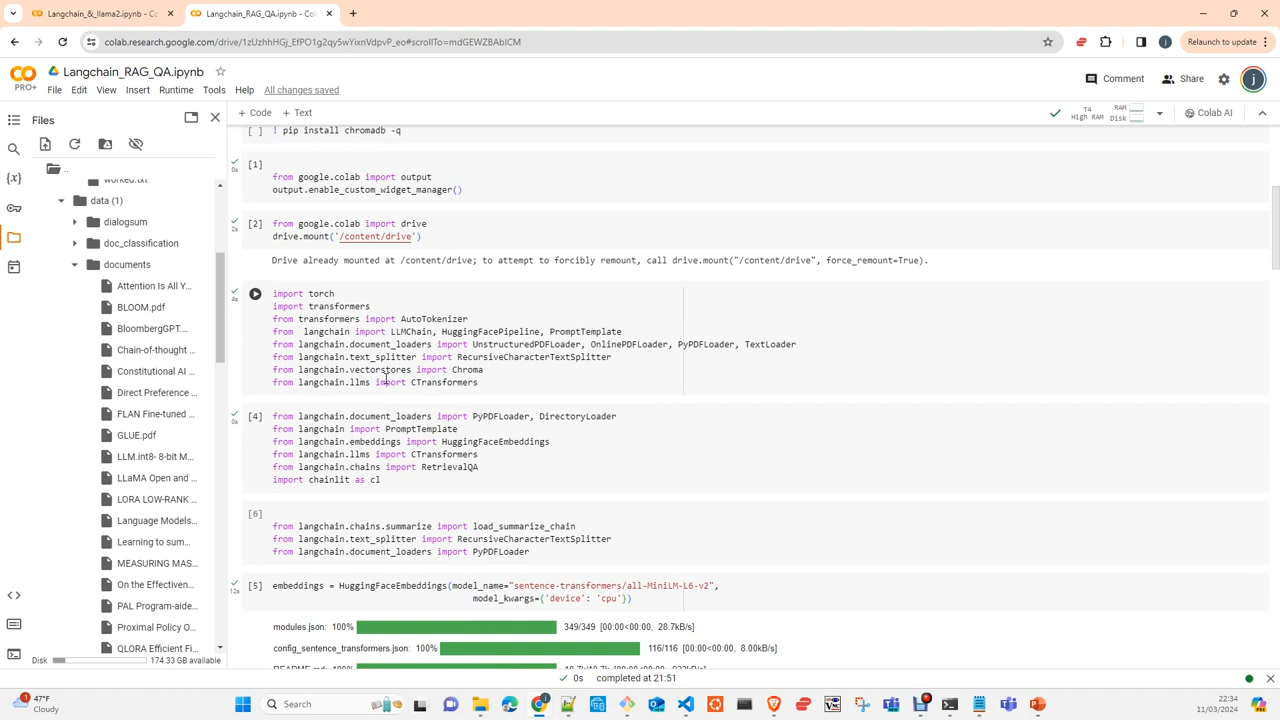 Langchain_&_llama2.ipynb - Co
Langchain_RAG_QA.ipynb - Col
colab.research.google.com/drive/1zUzhhHGj_EfPO1g2qy5wYixnVdpvP_eo#scrollTo=mdGEWZBAblCM
Relaunch to update
PRO+
Langchain_RAG_QA.ipynb
File Edit View Insert Runtime Tools Help All changes saved
Comment
Share
j
Files
+ Code + Text
T4
High RAM
RAM
Disk
Colab AI
..
worked.txt
data (1)
dialogsum
doc_classification
documents
Attention Is All Y...
BLOOM.pdf
BloombergGPT....
Chain-of-thought ...
Constitutional AI ...
Direct Preference ...
FLAN Fine-tuned ...
GLUE.pdf
LLM.int8- 8-bit M...
LLaMA Open and ...
LORA LOW-RANK ...
Language Models...
Learning to sum...
MEASURING MAS...
On the Effectiven...
PAL Program-aide...
Proximal Policy O...
QLORA Efficient Fi...
Disk 174.33 GB available
[ ] ! pip install chromadb -q
[1]
0s
from google.colab import output
output.enable_custom_widget_manager()
[2] from google.colab import drive
2s
drive.mount('/content/drive')
Drive already mounted at /content/drive; to attempt to forcibly remount, call drive.mount("/content/drive", force_remount=True).
import torch
4s
import transformers
from transformers import AutoTokenizer
from langchain import LLMChain, HuggingFacePipeline, PromptTemplate
from langchain.document_loaders import UnstructuredPDFLoader, OnlinePDFLoader, PyPDFLoader, TextLoader
from langchain.text_splitter import RecursiveCharacterTextSplitter
from langchain.vectorstores import Chroma
from langchain.llms import CTransformers
[4] from langchain.document_loaders import PyPDFLoader, DirectoryLoader
0s
from langchain import PromptTemplate
from langchain.embeddings import HuggingFaceEmbeddings
from langchain.llms import CTransformers
from langchain.chains import RetrievalQA
import chainlit as cl
[6]
from langchain.chains.summarize import load_summarize_chain
from langchain.text_splitter import RecursiveCharacterTextSplitter
from langchain.document_loaders import PyPDFLoader
[5] embeddings = HuggingFaceEmbeddings(model_name="sentence-transformers/all-MiniLM-L6-v2",
12s
model_kwargs={'device': 'cpu'})
modules.json: 100% 349/349 [00:00<00:00, 28.7kB/s]
config_sentence_transformers.json: 100% 116/116 [00:00<00:00, 8.00kB/s]
0s completed at 21:51
47°F
Cloudy
Search
22:34
11/03/2024